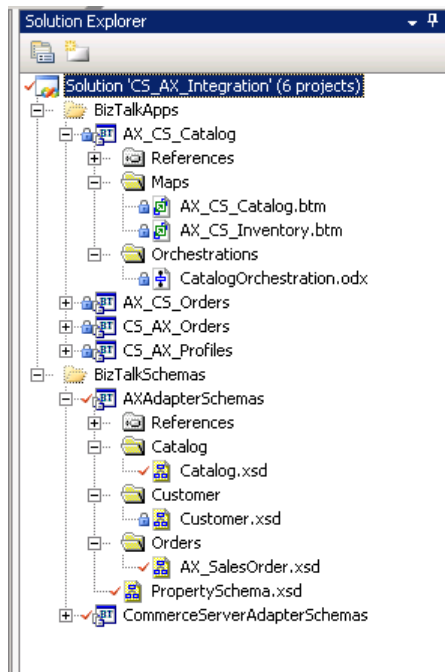 Solution Explorer
Solution 'CS_AX_Integration' (6 projects)
BizTalkApps
AX_CS_Catalog
References
Maps
AX_CS_Catalog.btm
AX_CS_Inventory.btm
Orchestrations
CatalogOrchestration.odx
AX_CS_Orders
CS_AX_Orders
CS_AX_Profiles
BizTalkSchemas
AXAdapterSchemas
References
Catalog
Catalog.xsd
Customer
Customer.xsd
Orders
AX_SalesOrder.xsd
PropertySchema.xsd
CommerceServerAdapterSchemas